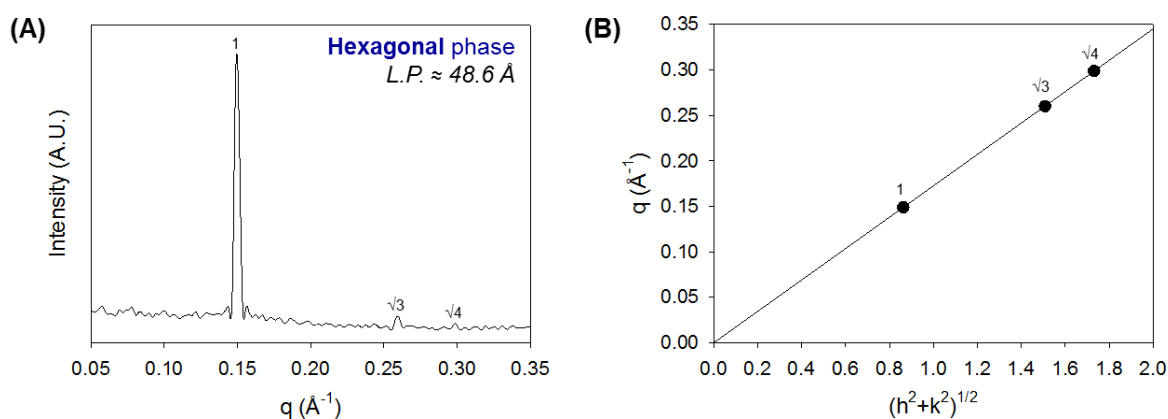 (A)
Hexagonal phase
L.P. ≈ 48.6 Å
1
√3
√4
Intensity (A.U.)
0.05 0.10 0.15 0.20 0.25 0.30 0.35
q (Å⁻¹)
(B)
0.35
0.30
0.25
0.20
0.15
0.10
0.05
0.00
q (Å⁻¹)
√4
√3
1
0.0 0.2 0.4 0.6 0.8 1.0 1.2 1.4 1.6 1.8 2.0
(h²+k²)¹ᐟ²